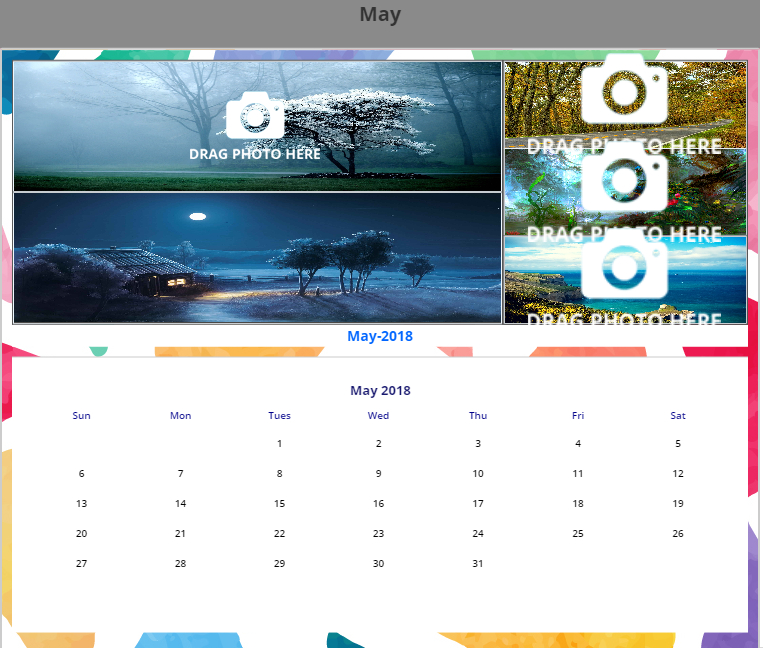 May
DRAG PHOTO HERE
DRAG PHOTO HERE
DRAG PHOTO HERE
DRAG PHOTO HERE
May-2018
May 2018
Sun Mon Tues Wed Thu Fri Sat
1 2 3 4 5
6 7 8 9 10 11 12
13 14 15 16 17 18 19
20 21 22 23 24 25 26
27 28 29 30 31